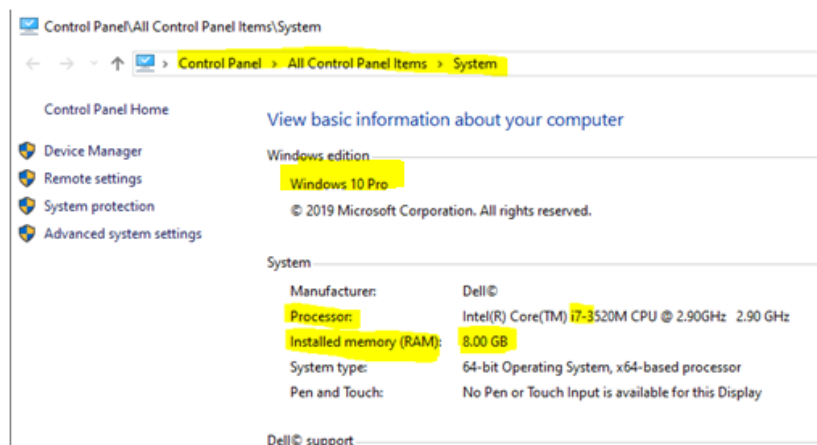 Control Panel\All Control Panel Items\System
Control Panel > All Control Panel Items > System
Control Panel Home
Device Manager
Remote settings
System protection
Advanced system settings
View basic information about your computer
Windows edition
Windows 10 Pro
© 2019 Microsoft Corporation. All rights reserved.
System
Manufacturer: Dell©
Processor: Intel(R) Core(TM) i7-3520M CPU @ 2.90GHz 2.90 GHz
Installed memory (RAM): 8.00 GB
System type: 64-bit Operating System, x64-based processor
Pen and Touch: No Pen or Touch Input is available for this Display
Dell© support